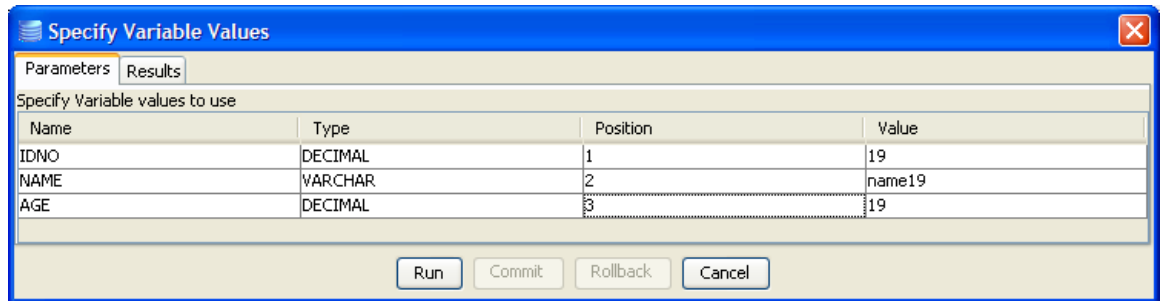 Specify Variable Values
Parameters Results
Specify Variable values to use
Name Type Position Value
IDNO DECIMAL 1 19
NAME VARCHAR 2 name19
AGE DECIMAL 3 19
Run Commit Rollback Cancel